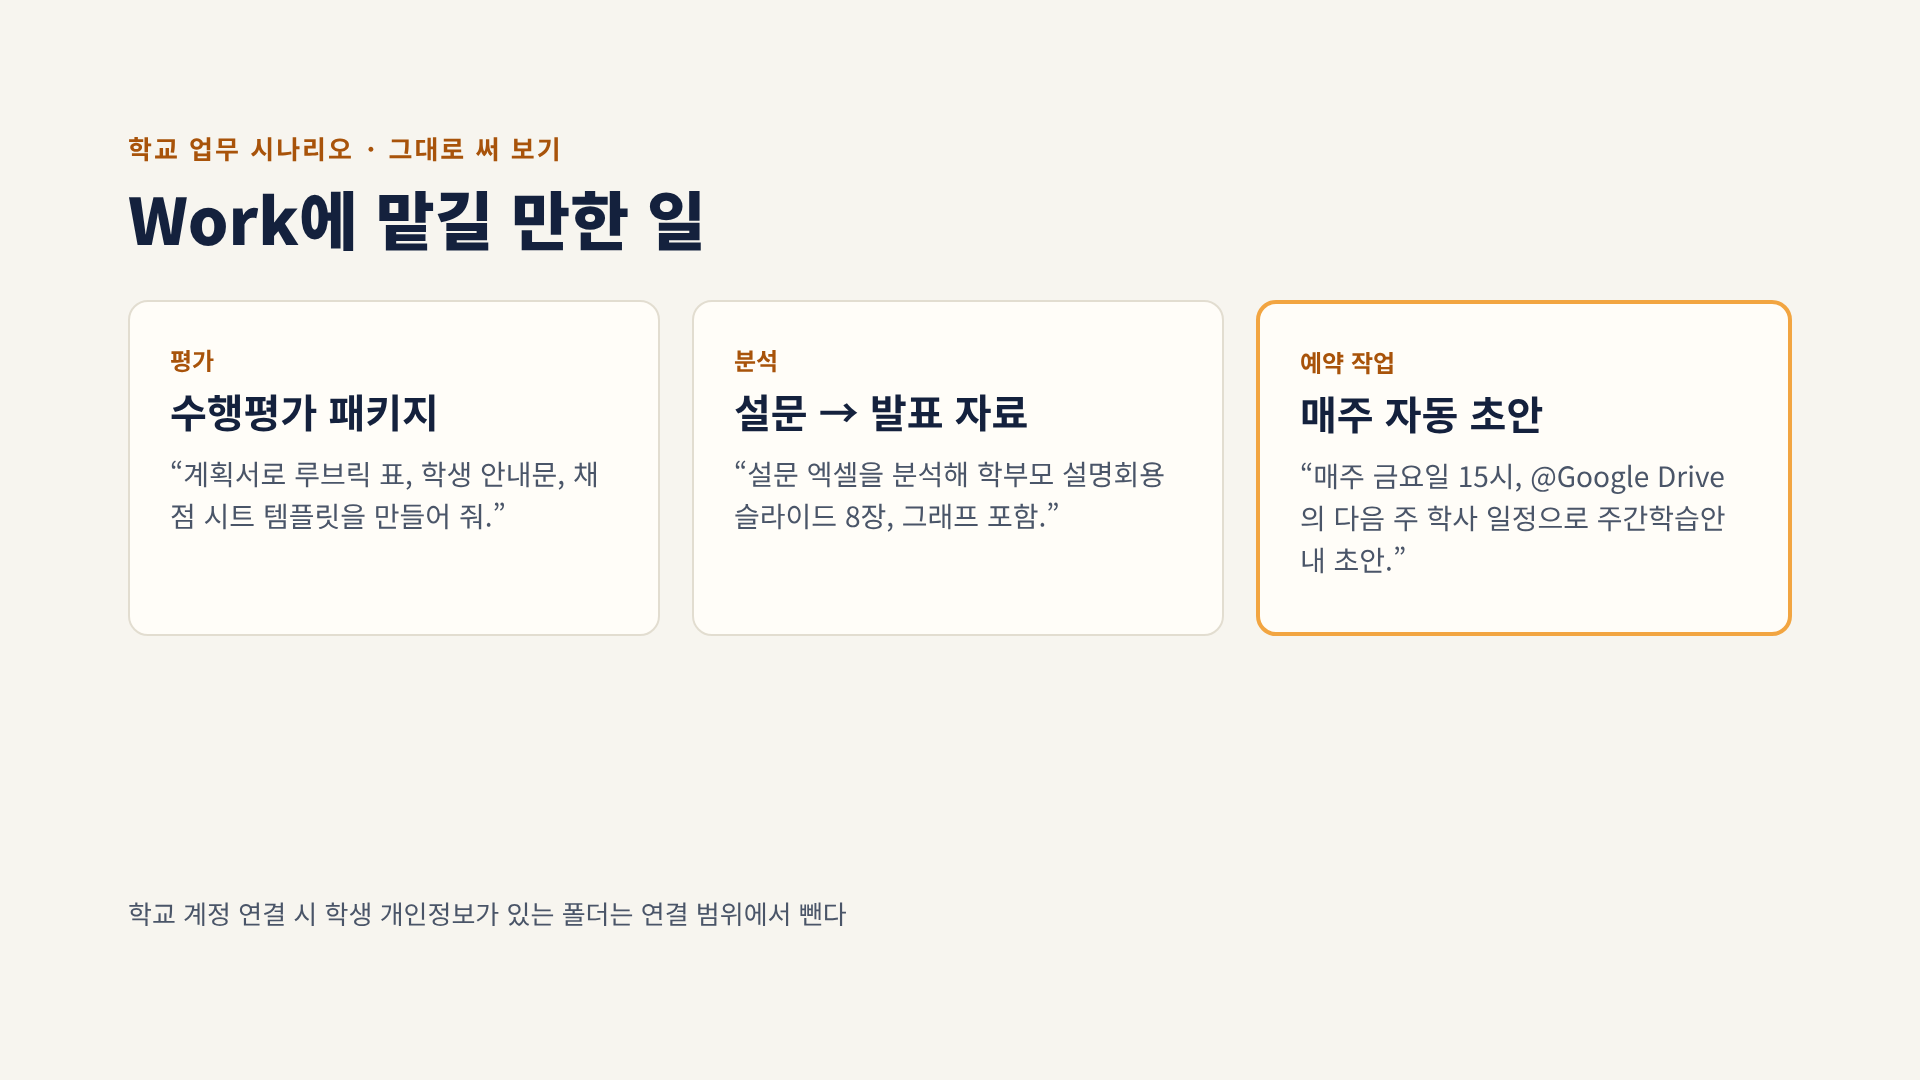 학교 업무 시나리오 · 그대로 써 보기
Work에 맡길 만한 일
평가
수행평가 패키지
“계획서로 루브릭 표, 학생 안내문, 채
점 시트 템플릿을 만들어 줘.”
분석
설문 → 발표 자료
“설문 엑셀을 분석해 학부모 설명회용
슬라이드 8장, 그래프 포함.”
예약 작업
매주 자동 초안
“매주 금요일 15시, @Google Drive
의 다음 주 학사 일정으로 주간학습안
내 초안.”
학교 계정 연결 시 학생 개인정보가 있는 폴더는 연결 범위에서 뺀다